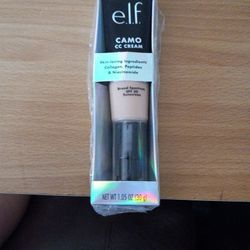 e.l.f.
CAMO
CC CREAM
Skin-loving Ingredients:
Collagen, Peptides
& Niacinamide
Broad Spectrum
SPF 30
Sunscreen
NET WT 1.05 OZ (30 g)